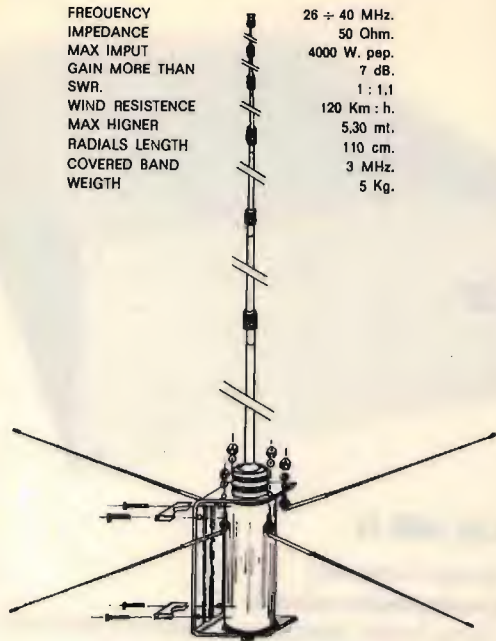 FREOUENCY 26 ÷ 40 MHz.
IMPEDANCE 50 Ohm.
MAX IMPUT 4000 W. pep.
GAIN MORE THAN 7 dB.
SWR. 1 : 1,1
WIND RESISTENCE 120 Km : h.
MAX HIGNER 5,30 mt.
RADIALS LENGTH 110 cm.
COVERED BAND 3 MHz.
WEIGTH 5 Kg.